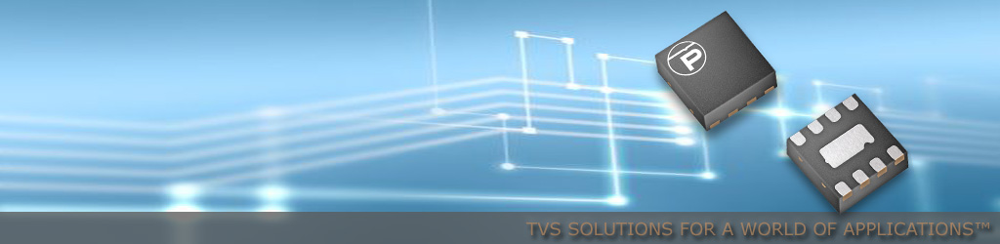 P
TVS SOLUTIONS FOR A WORLD OF APPLICATIONS™